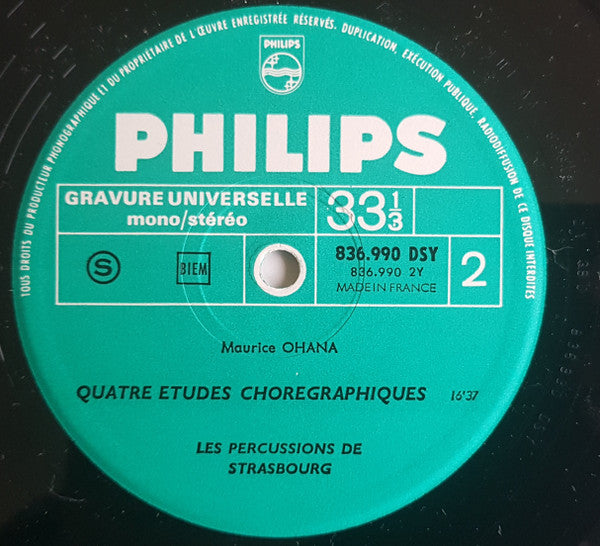 TOUS DROITS DU PRODUCTEUR PHONOGRAPHIQUE ET DU PROPRIÉTAIRE DE L'ŒUVRE ENREGISTRÉE RÉSERVÉS. DUPLICATION, EXÉCUTION PUBLIQUE, RADIODIFFUSION DE CE DISQUE INTERDITES
PHILIPS
PHILIPS
GRAVURE UNIVERSELLE
mono/stéréo
33 1/3
S
BIEM
836.990 DSY
836.990 2Y
MADE IN FRANCE
2
Maurice OHANA
QUATRE ETUDES CHOREGRAPHIQUES 16'37
LES PERCUSSIONS DE
STRASBOURG